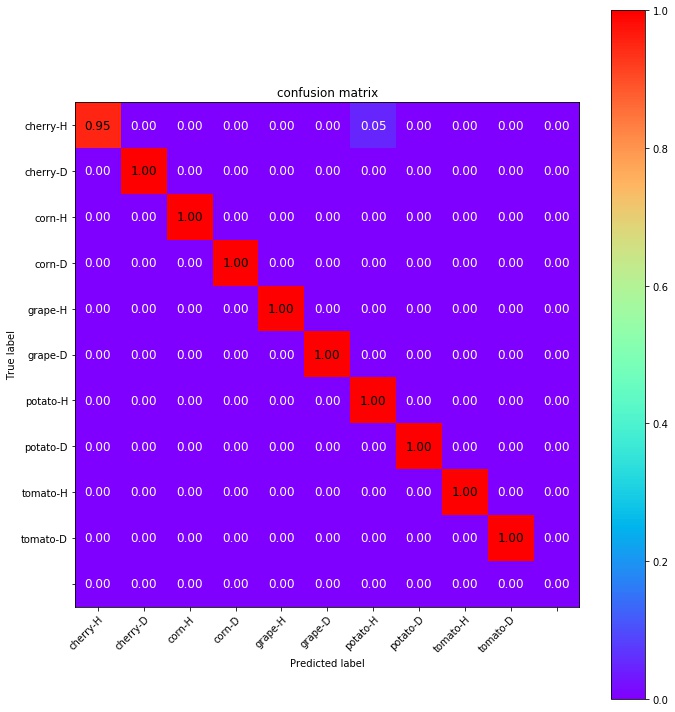 confusion matrix
cherry-H 0.95 0.00 0.00 0.00 0.00 0.00 0.05 0.00 0.00 0.00 0.00
cherry-D 0.00 1.00 0.00 0.00 0.00 0.00 0.00 0.00 0.00 0.00 0.00
corn-H 0.00 0.00 1.00 0.00 0.00 0.00 0.00 0.00 0.00 0.00 0.00
corn-D 0.00 0.00 0.00 1.00 0.00 0.00 0.00 0.00 0.00 0.00 0.00
grape-H 0.00 0.00 0.00 0.00 1.00 0.00 0.00 0.00 0.00 0.00 0.00
grape-D 0.00 0.00 0.00 0.00 0.00 1.00 0.00 0.00 0.00 0.00 0.00
potato-H 0.00 0.00 0.00 0.00 0.00 0.00 1.00 0.00 0.00 0.00 0.00
potato-D 0.00 0.00 0.00 0.00 0.00 0.00 0.00 1.00 0.00 0.00 0.00
tomato-H 0.00 0.00 0.00 0.00 0.00 0.00 0.00 0.00 1.00 0.00 0.00
tomato-D 0.00 0.00 0.00 0.00 0.00 0.00 0.00 0.00 0.00 1.00 0.00
0.00 0.00 0.00 0.00 0.00 0.00 0.00 0.00 0.00 0.00 0.00
True label
cherry-H cherry-D corn-H corn-D grape-H grape-D potato-H potato-D tomato-H tomato-D
Predicted label
1.0
0.8
0.6
0.4
0.2
0.0